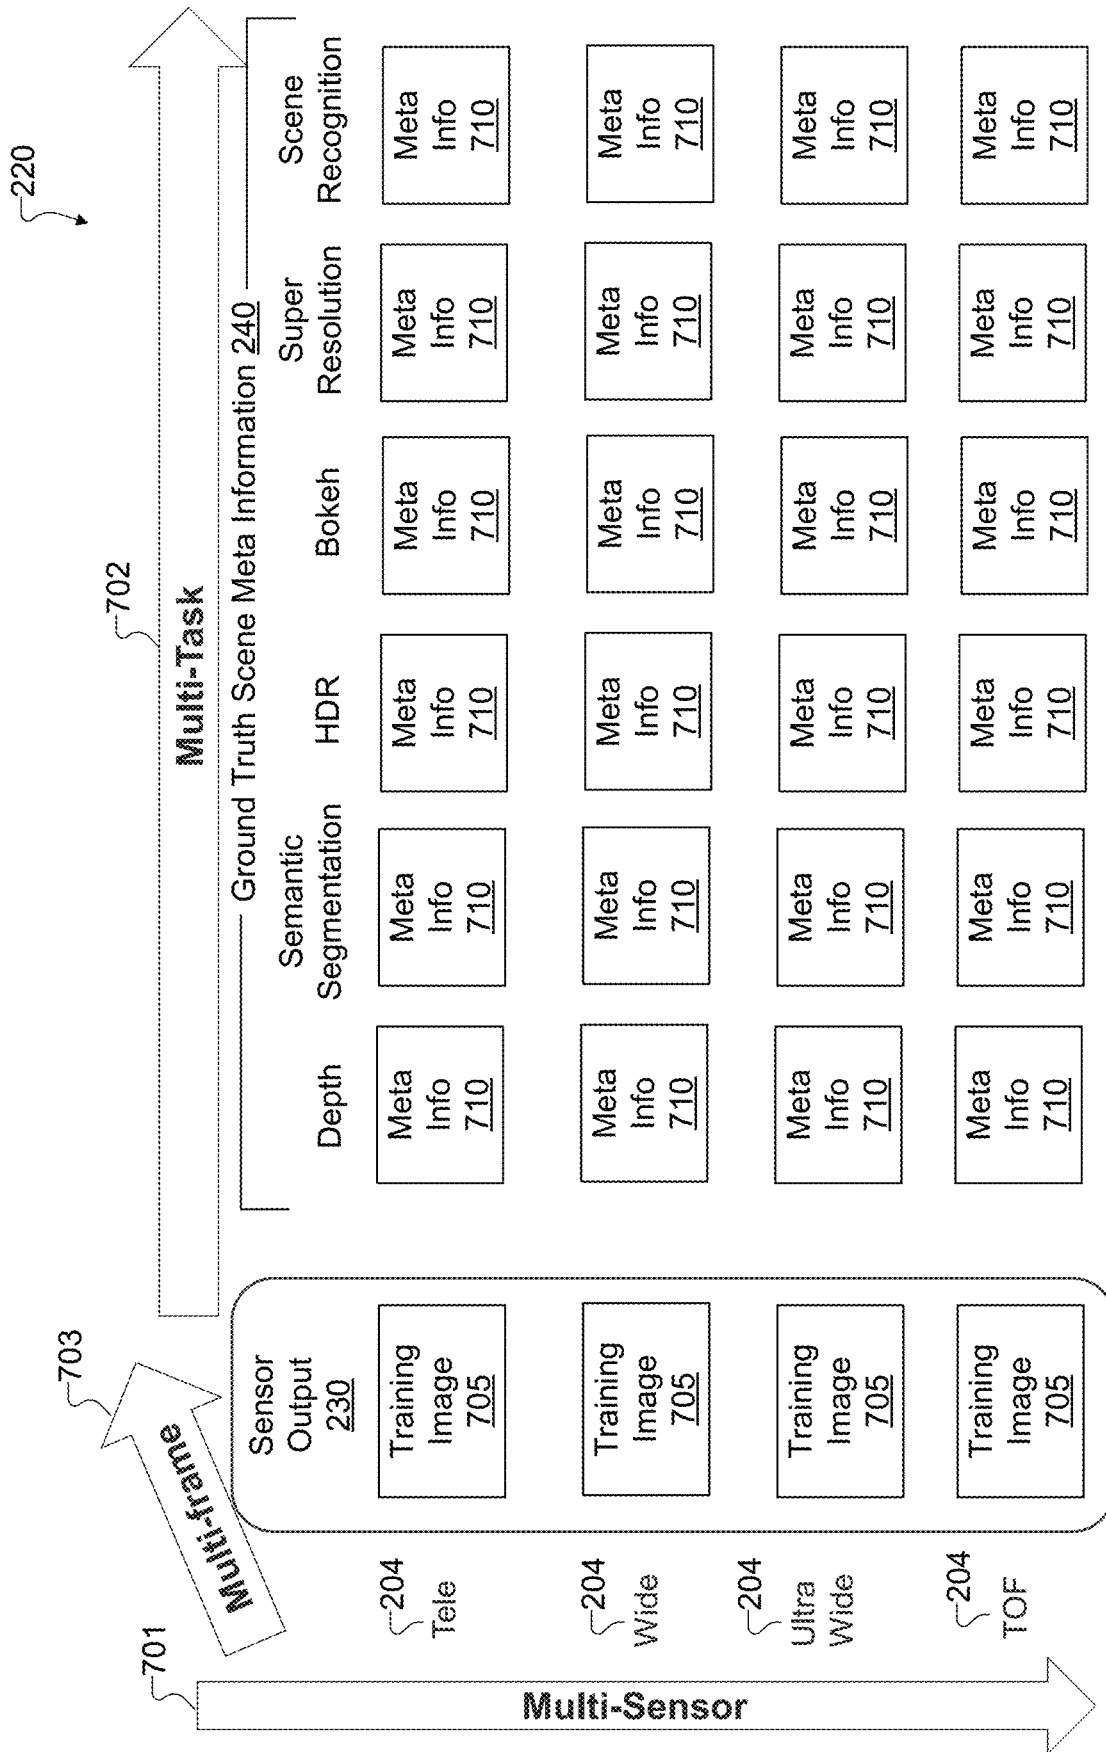 220
702
Multi-Task
703
Multi-frame
701
Multi-Sensor
Ground Truth Scene Meta Information 240
Sensor
Output
230
Depth
Semantic
Segmentation
HDR
Bokeh
Super
Resolution
Scene
Recognition
204
Tele
Training
Image
705
Meta
Info
710
Meta
Info
710
Meta
Info
710
Meta
Info
710
Meta
Info
710
Meta
Info
710
204
Wide
Training
Image
705
Meta
Info
710
Meta
Info
710
Meta
Info
710
Meta
Info
710
Meta
Info
710
Meta
Info
710
204
Ultra
Wide
Training
Image
705
Meta
Info
710
Meta
Info
710
Meta
Info
710
Meta
Info
710
Meta
Info
710
Meta
Info
710
204
TOF
Training
Image
705
Meta
Info
710
Meta
Info
710
Meta
Info
710
Meta
Info
710
Meta
Info
710
Meta
Info
710